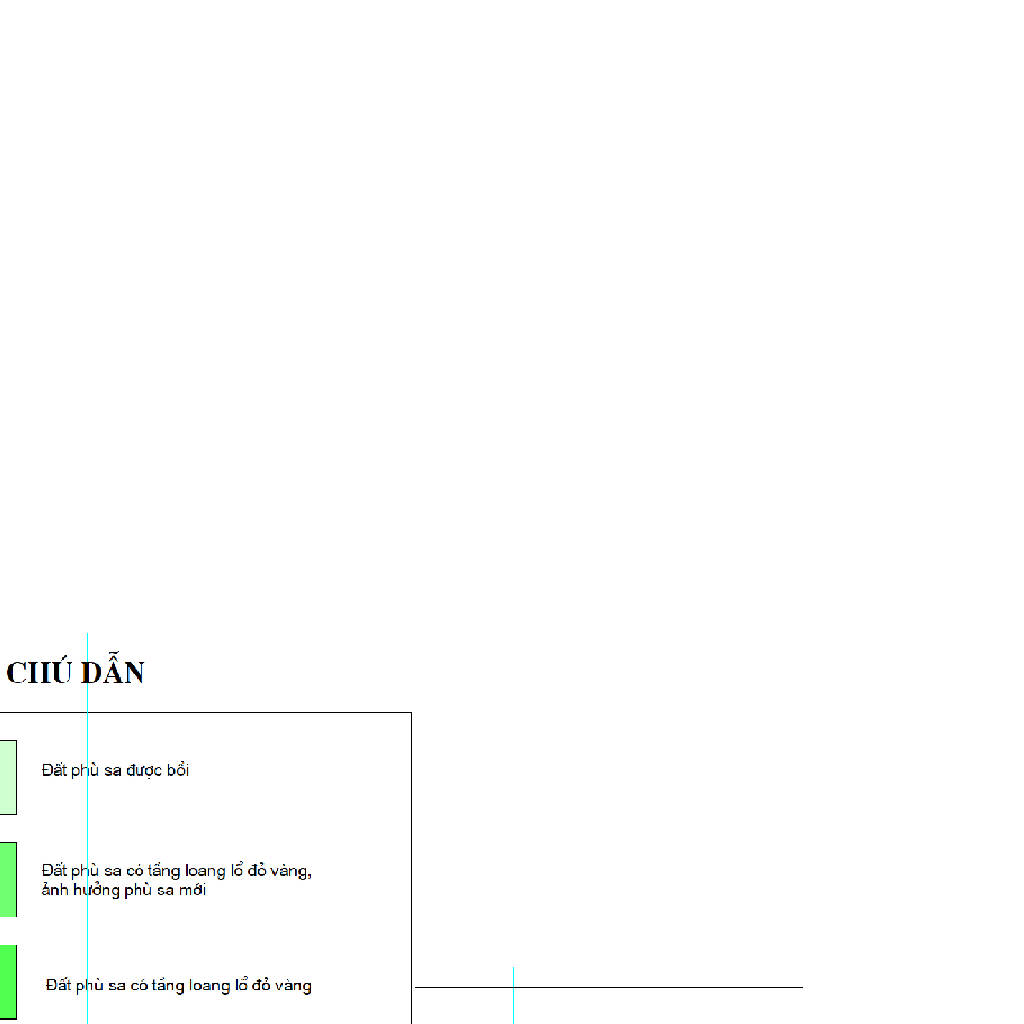 CHÚ DẪN
Đất phù sa được bồi
Đất phù sa có tầng loang lổ đỏ vàng,
ảnh hưởng phù sa mới
Đất phù sa có tầng loang lổ đỏ vàng